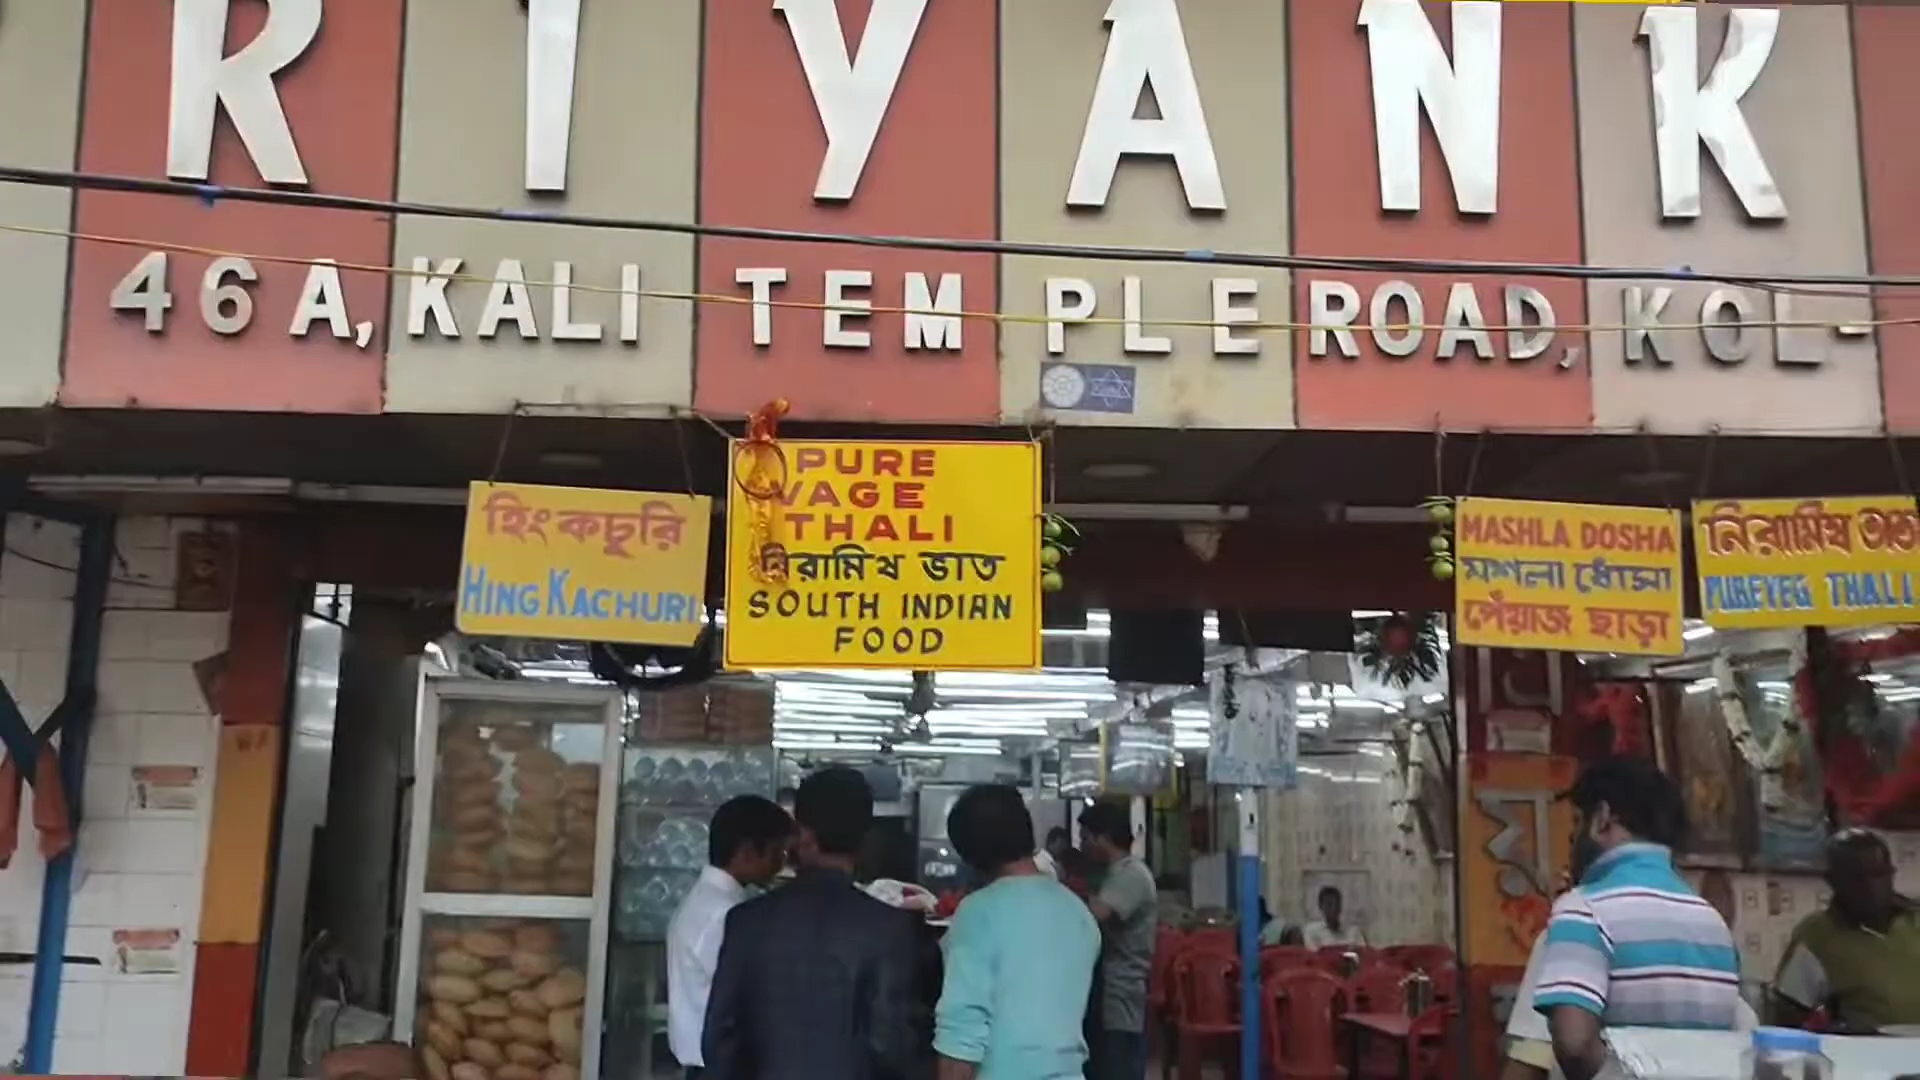 RIYANK
46A, KALI TEMPLE ROAD, KOL-
হিং কচুরি
HING KACHURI
PURE
VAGE
THALI
নিরামিষ ভাত
SOUTH INDIAN
FOOD
MASHLA DOSHA
মশলা ধোসা
পেঁয়াজ ছাড়া
নিরামিষ ভাত
PUREVEG THALI